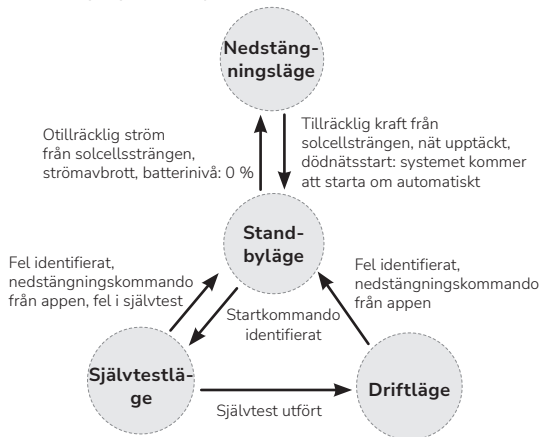 Nedstäng-
ningsläge
Otillräcklig ström
från solcellssträngen,
strömavbrott, batterinivå: 0 %
Tillräcklig kraft från
solcellsträngen, nät upptäckt,
dödnätsstart: systemet kommer
att starta om automatiskt
Stand-
byläge
Fel identifierat,
nedstängningskommando
från appen, fel i självtest
Startkommando
identifierat
Fel identifierat,
nedstängningskommando
från appen
Självtestlä-
ge
Självtest utfört
Driftläge